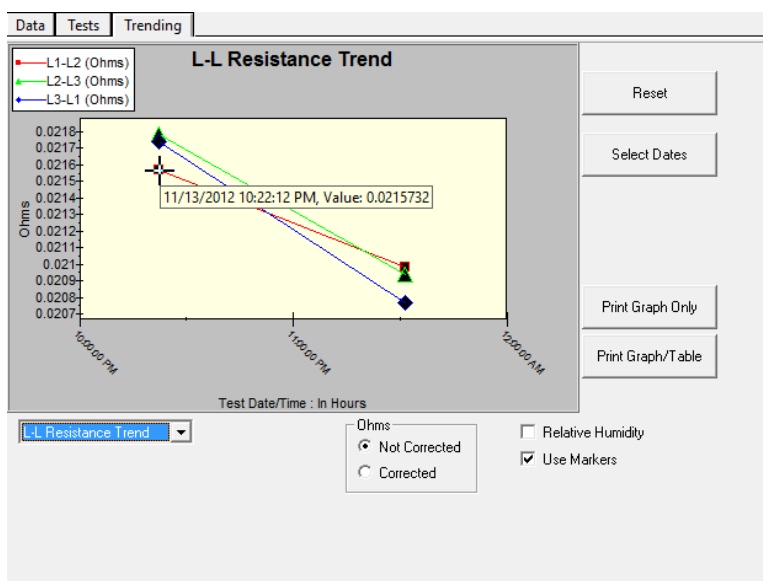 Data Tests Trending
L-L Resistance Trend
L1-L2 (Ohms)
L2-L3 (Ohms)
L3-L1 (Ohms)
Reset
Select Dates
0.0218
0.0217
0.0216
0.0215
0.0214
0.0213
0.0212
0.0211
0.021
0.0209
0.0208
0.0207
Ohms
11/13/2012 10:22:12 PM, Value: 0.0215732
10:00:00 PM
11:00:00 PM
12:00:00 AM
Test Date/Time : In Hours
Print Graph Only
Print Graph/Table
L-L Resistance Trend
Ohms
Not Corrected
Corrected
Relative Humidity
Use Markers